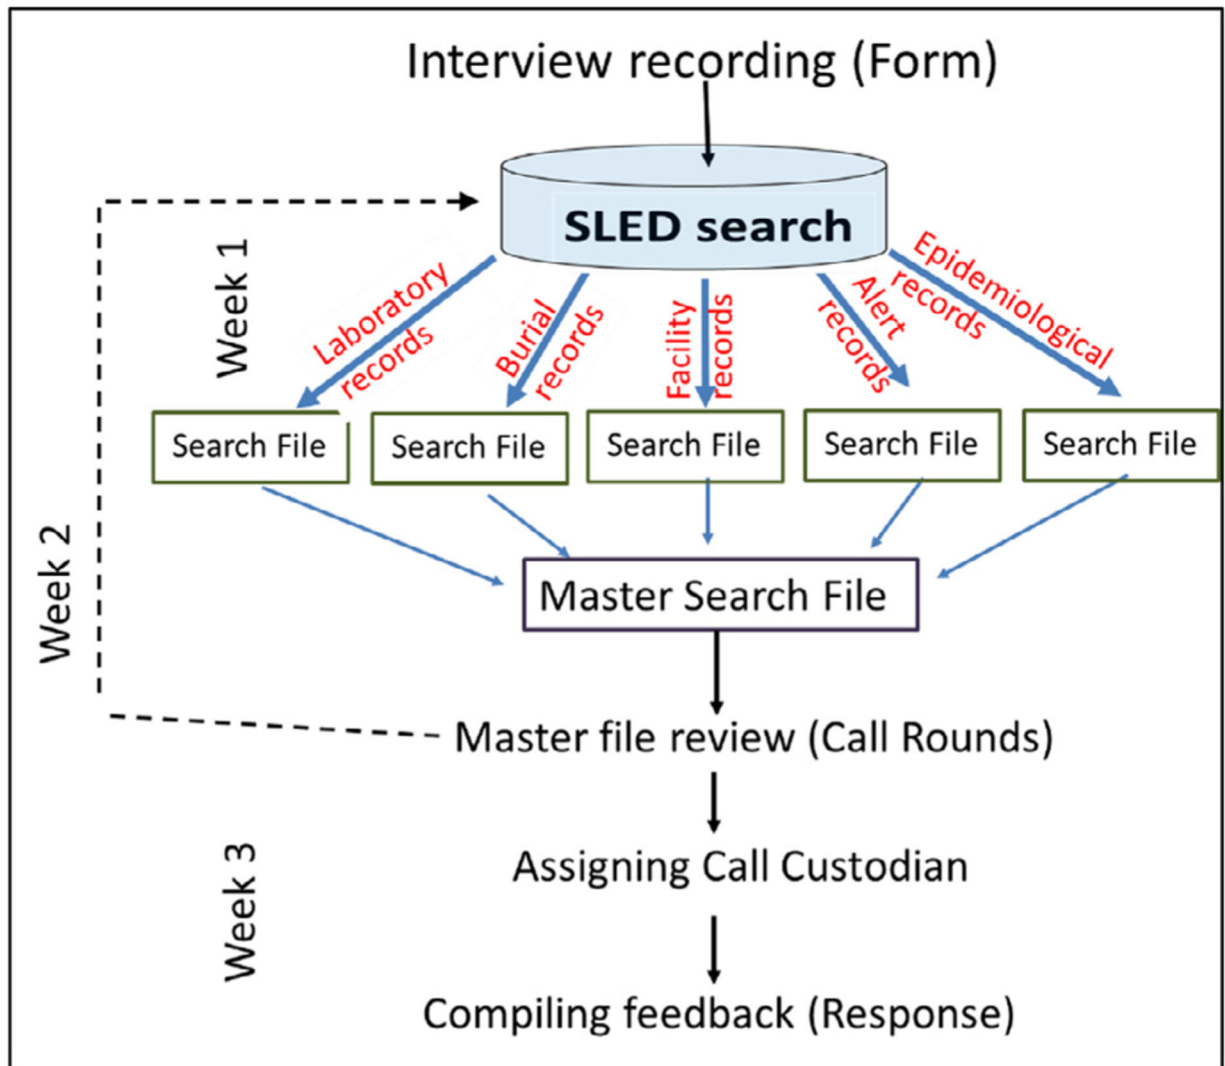 Interview recording (Form)
SLED search
Week 1
Laboratory
records
Burial
records
Facility
records
Alert
records
Epidemiological
records
Search File
Search File
Search File
Search File
Search File
Week 2
Master Search File
Master file review (Call Rounds)
Week 3
Assigning Call Custodian
Compiling feedback (Response)